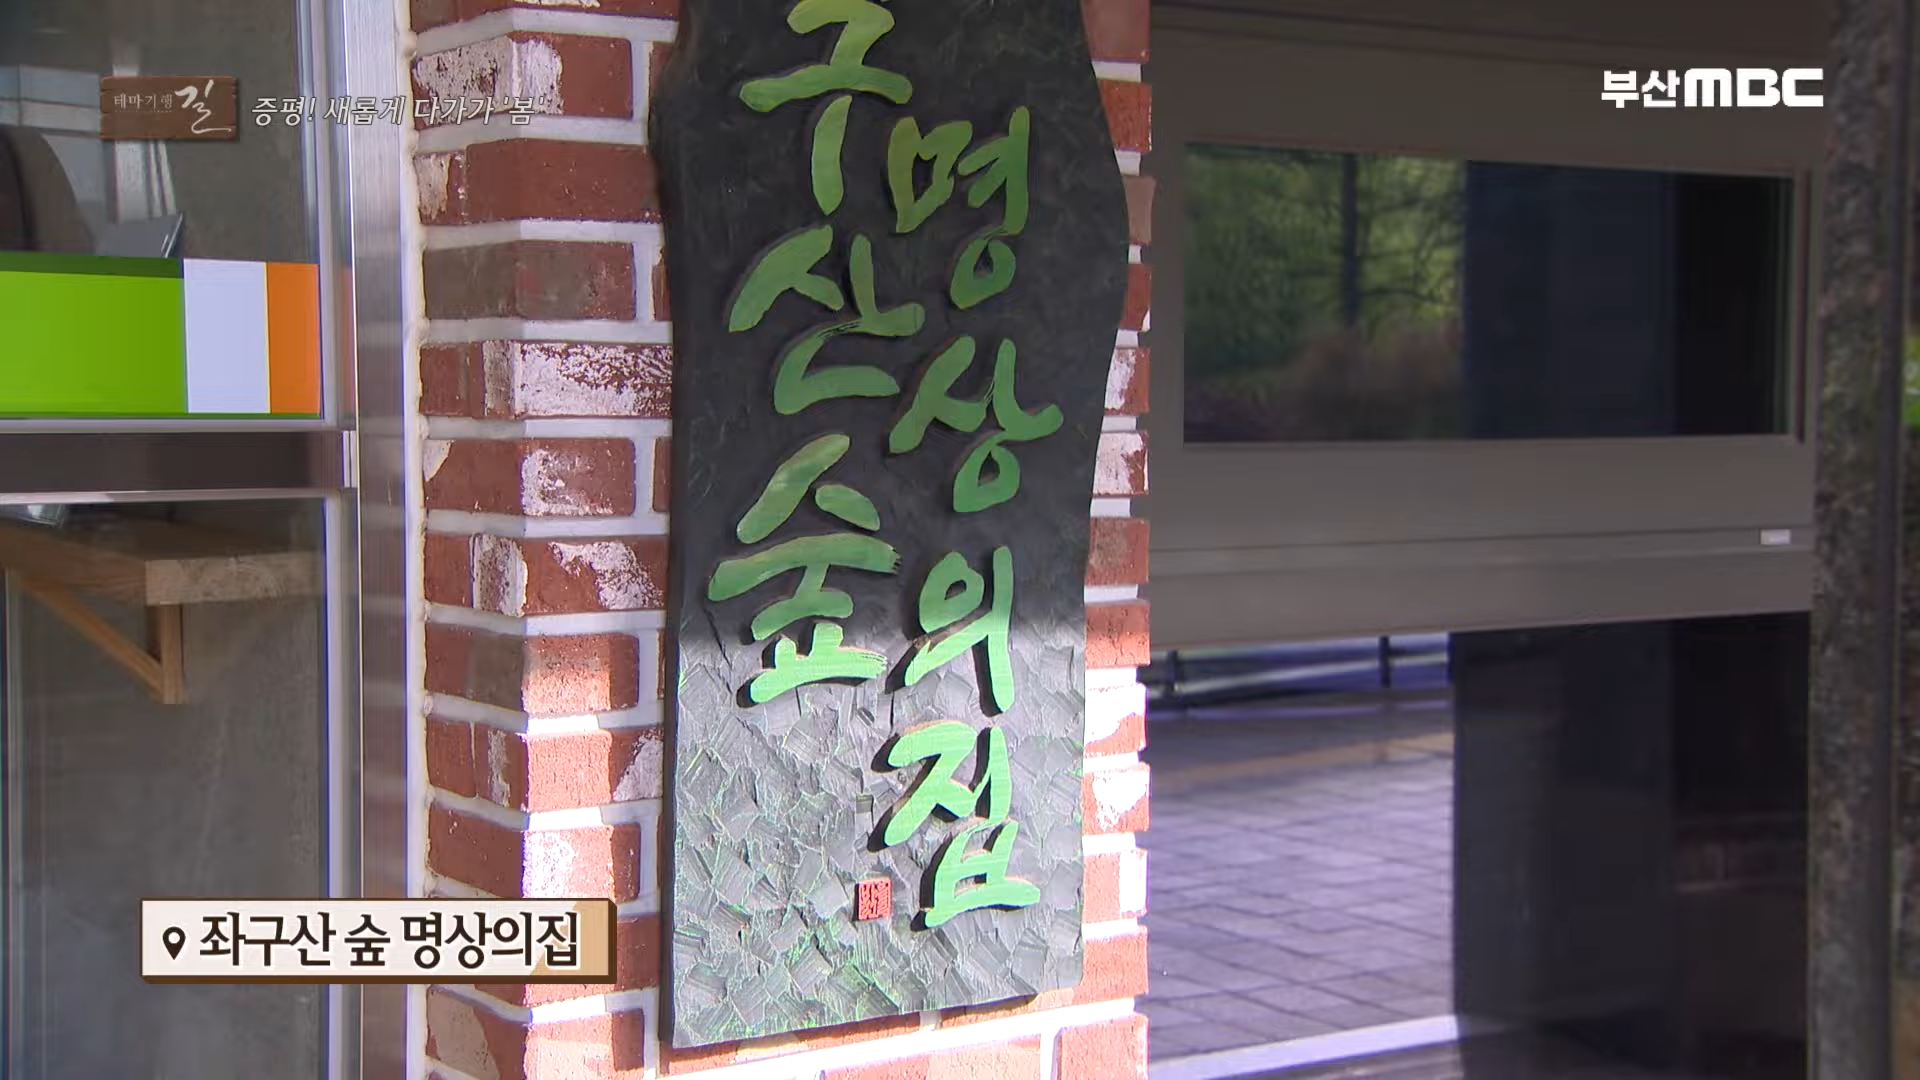 테마기행 길
증평! 새롭게 다가가 '봄'
부산MBC
구산숲
명상의집
좌구산 숲 명상의집